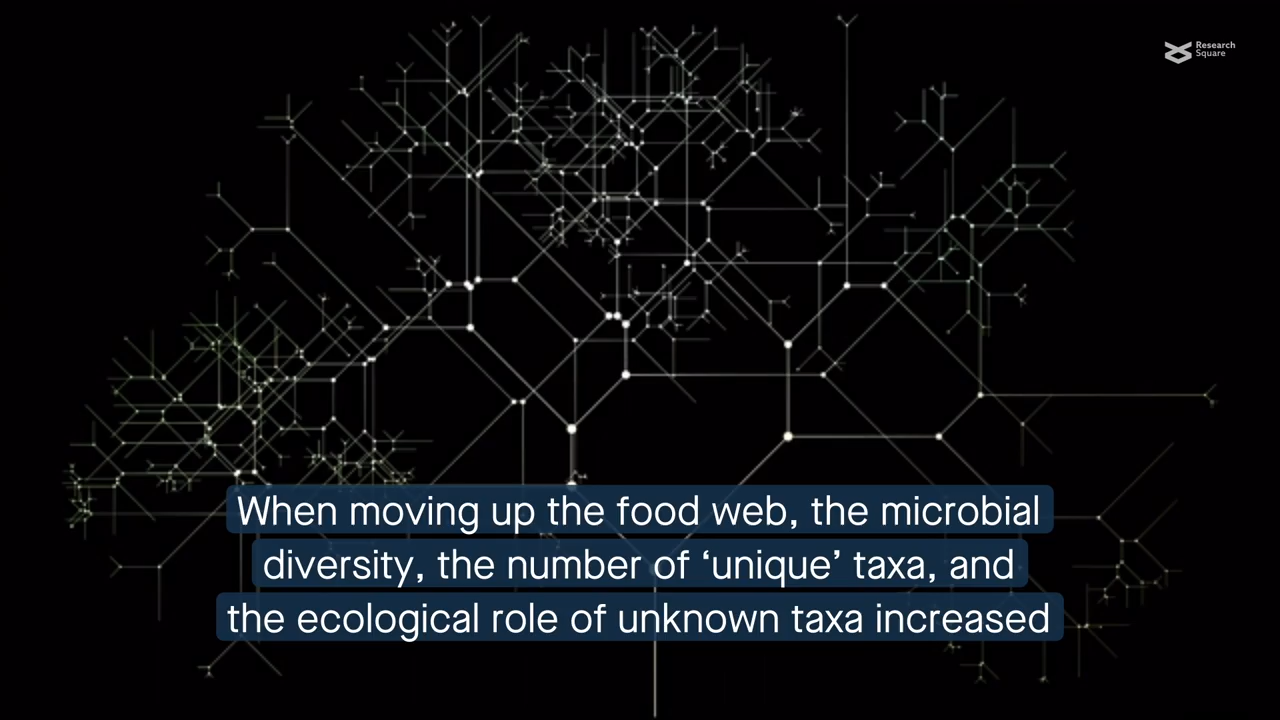 Research
Square
When moving up the food web, the microbial
diversity, the number of ‘unique’ taxa, and
the ecological role of unknown taxa increased